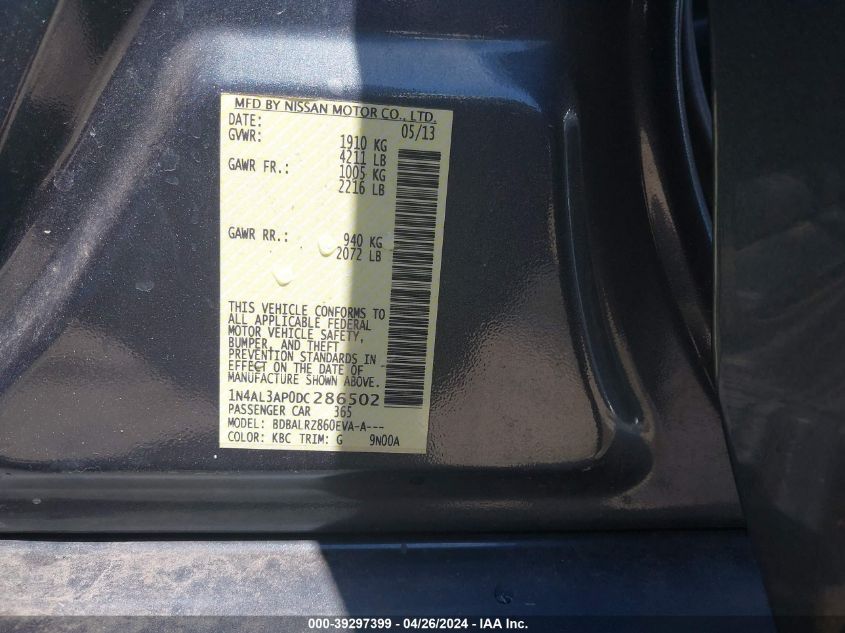 MFD BY NISSAN MOTOR CO., LTD.
DATE: 05/13
GVWR: 1910 KG
4211 LB
GAWR FR.: 1005 KG
2216 LB
GAWR RR.: 940 KG
2072 LB
THIS VEHICLE CONFORMS TO
ALL APPLICABLE FEDERAL
MOTOR VEHICLE SAFETY,
BUMPER, AND THEFT
PREVENTION STANDARDS IN
EFFECT ON THE DATE OF
MANUFACTURE SHOWN ABOVE.
1N4AL3AP0DC286502
PASSENGER CAR 365
MODEL: BDBALRZ860EVA-A---
COLOR: KBC TRIM: G 9N00A
000-39297399 - 04/26/2024 - IAA Inc.